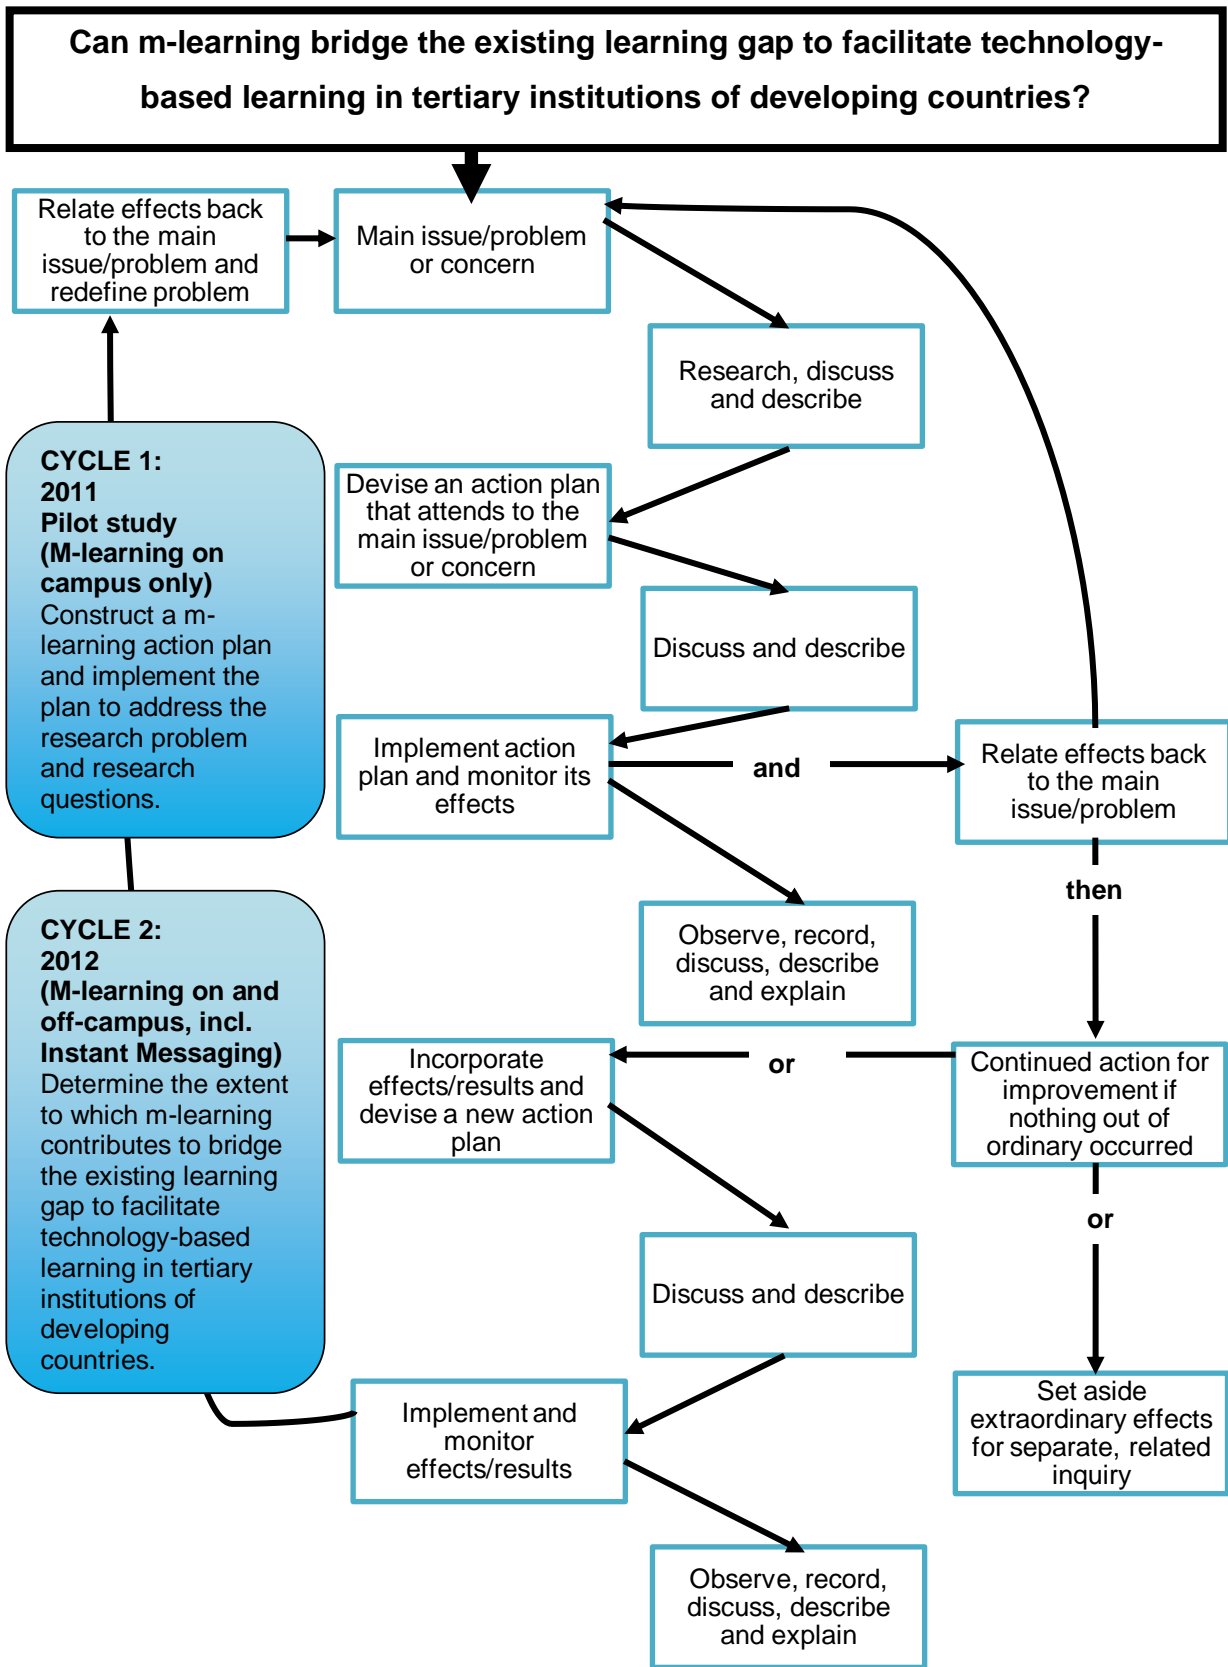 Can m-learning bridge the existing learning gap to facilitate technology-
based learning in tertiary institutions of developing countries?
Relate effects back
to the main
issue/problem and
redefine problem
Main issue/problem
or concern
Research, discuss
and describe
CYCLE 1:
2011
Pilot study
(M-learning on
campus only)
Construct a m-
learning action plan
and implement the
plan to address the
research problem
and research
questions.
Devise an action plan
that attends to the
main issue/problem
or concern
Discuss and describe
Implement action
plan and monitor its
effects
and
Relate effects back
to the main
issue/problem
then
Observe, record,
discuss, describe
and explain
CYCLE 2:
2012
(M-learning on and
off-campus, incl.
Instant Messaging)
Determine the extent
to which m-learning
contributes to bridge
the existing learning
gap to facilitate
technology-based
learning in tertiary
institutions of
developing
countries.
Incorporate
effects/results and
devise a new action
plan
or
Continued action for
improvement if
nothing out of
ordinary occurred
or
Discuss and describe
Set aside
extraordinary effects
for separate, related
inquiry
Implement and
monitor
effects/results
Observe, record,
discuss, describe
and explain